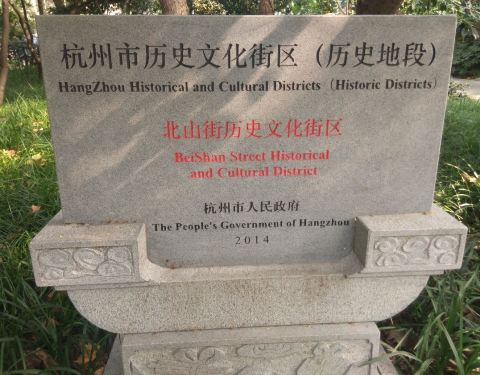 杭州市历史文化街区（历史地段）
HangZhou Historical and Cultural Districts（Historic Districts）
北山街历史文化街区
BeiShan Street Historical
and Cultural District
杭州市人民政府
The People's Government of Hangzhou
2014